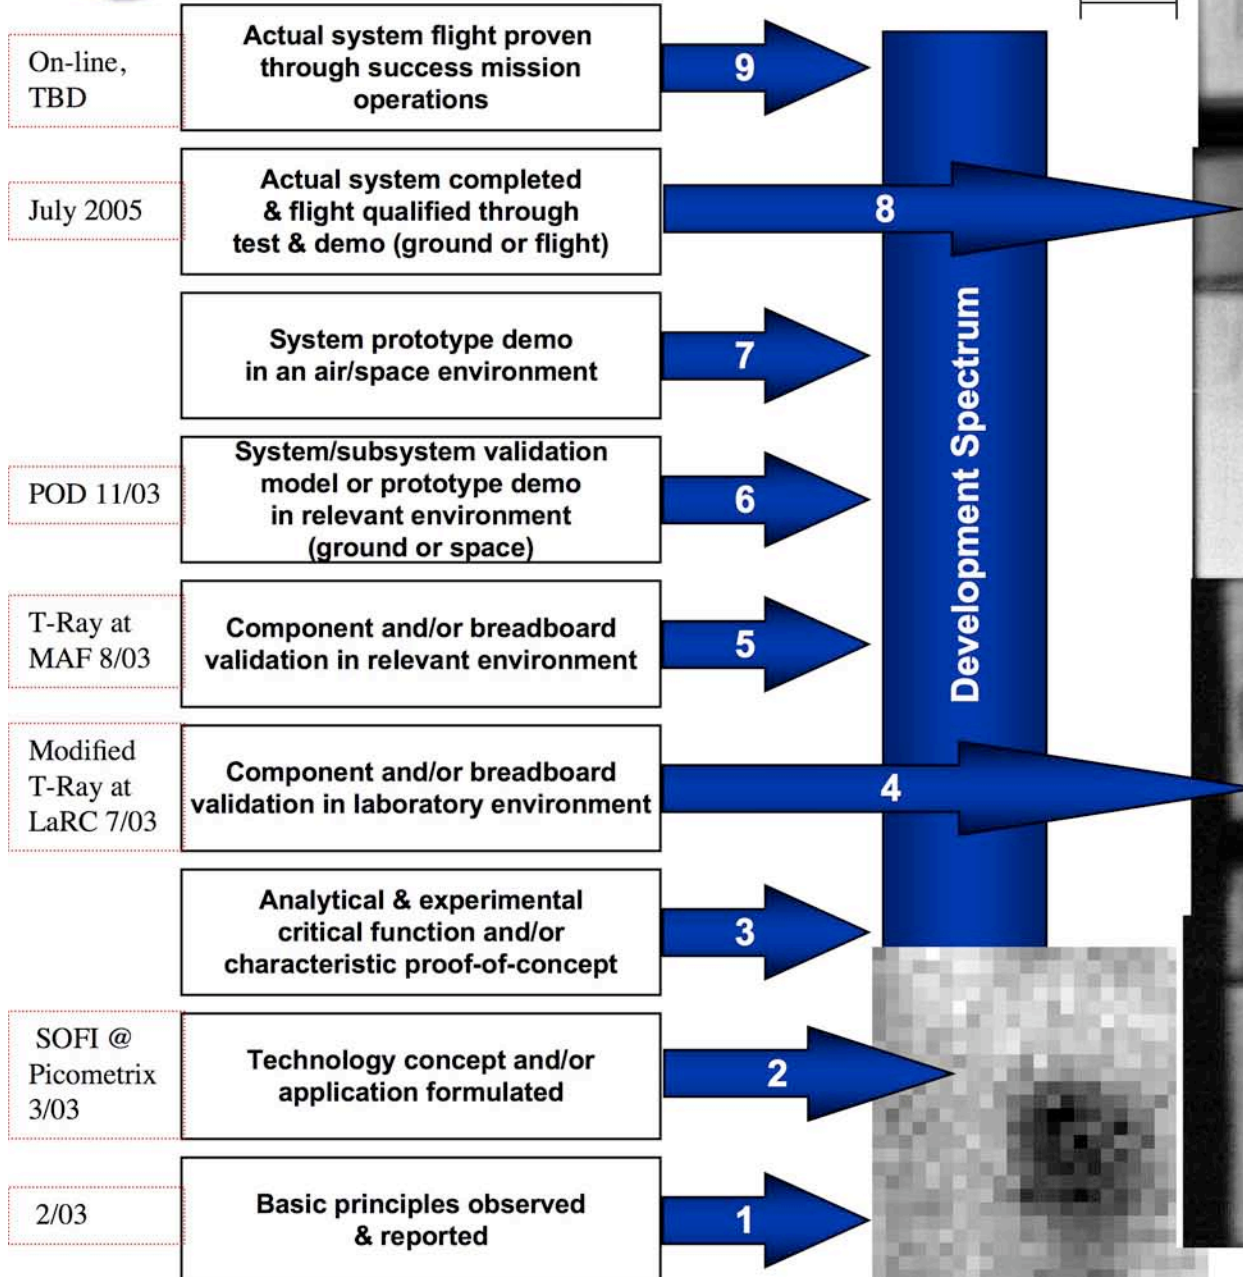 On-line,
TBD
Actual system flight proven
through success mission
operations
9
July 2005
Actual system completed
& flight qualified through
test & demo (ground or flight)
8
System prototype demo
in an air/space environment
7
POD 11/03
System/subsystem validation
model or prototype demo
in relevant environment
(ground or space)
6
T-Ray at
MAF 8/03
Component and/or breadboard
validation in relevant environment
5
Modified
T-Ray at
LaRC 7/03
Component and/or breadboard
validation in laboratory environment
4
Analytical & experimental
critical function and/or
characteristic proof-of-concept
3
SOFI @
Picometrix
3/03
Technology concept and/or
application formulated
2
2/03
Basic principles observed
& reported
1
Development Spectrum